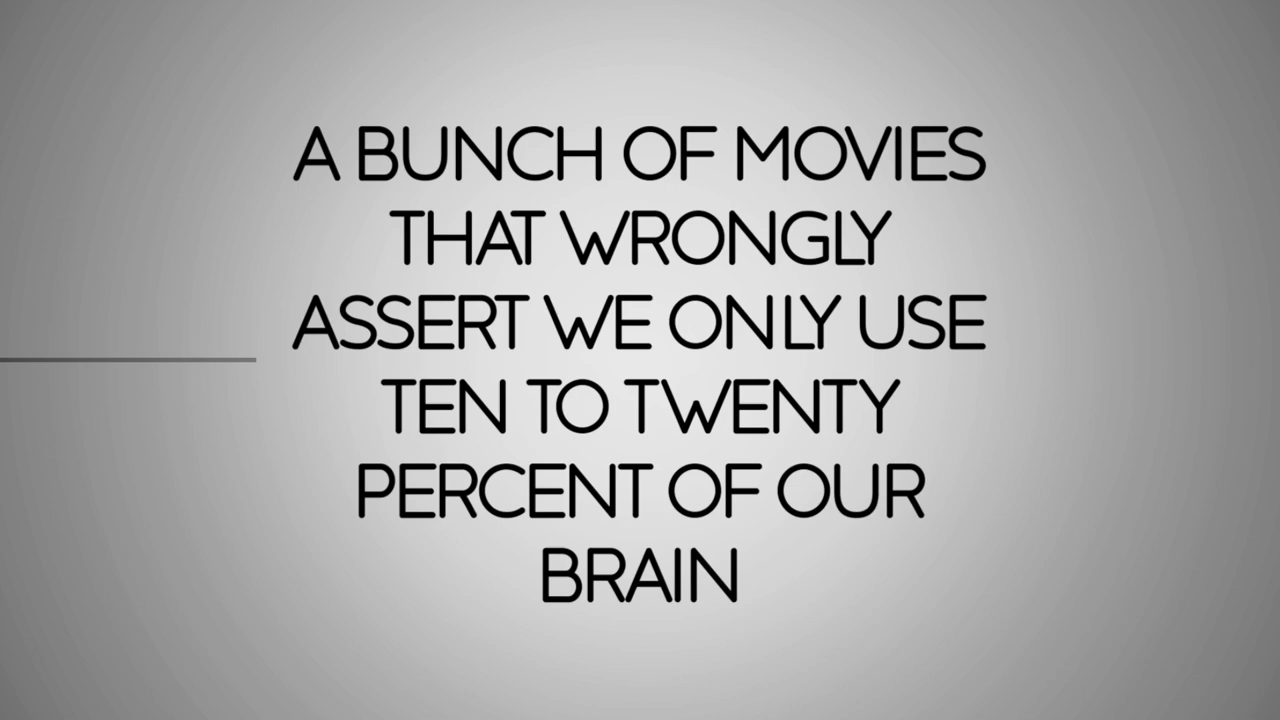 A BUNCH OF MOVIES
THAT WRONGLY
ASSERT WE ONLY USE
TEN TO TWENTY
PERCENT OF OUR
BRAIN